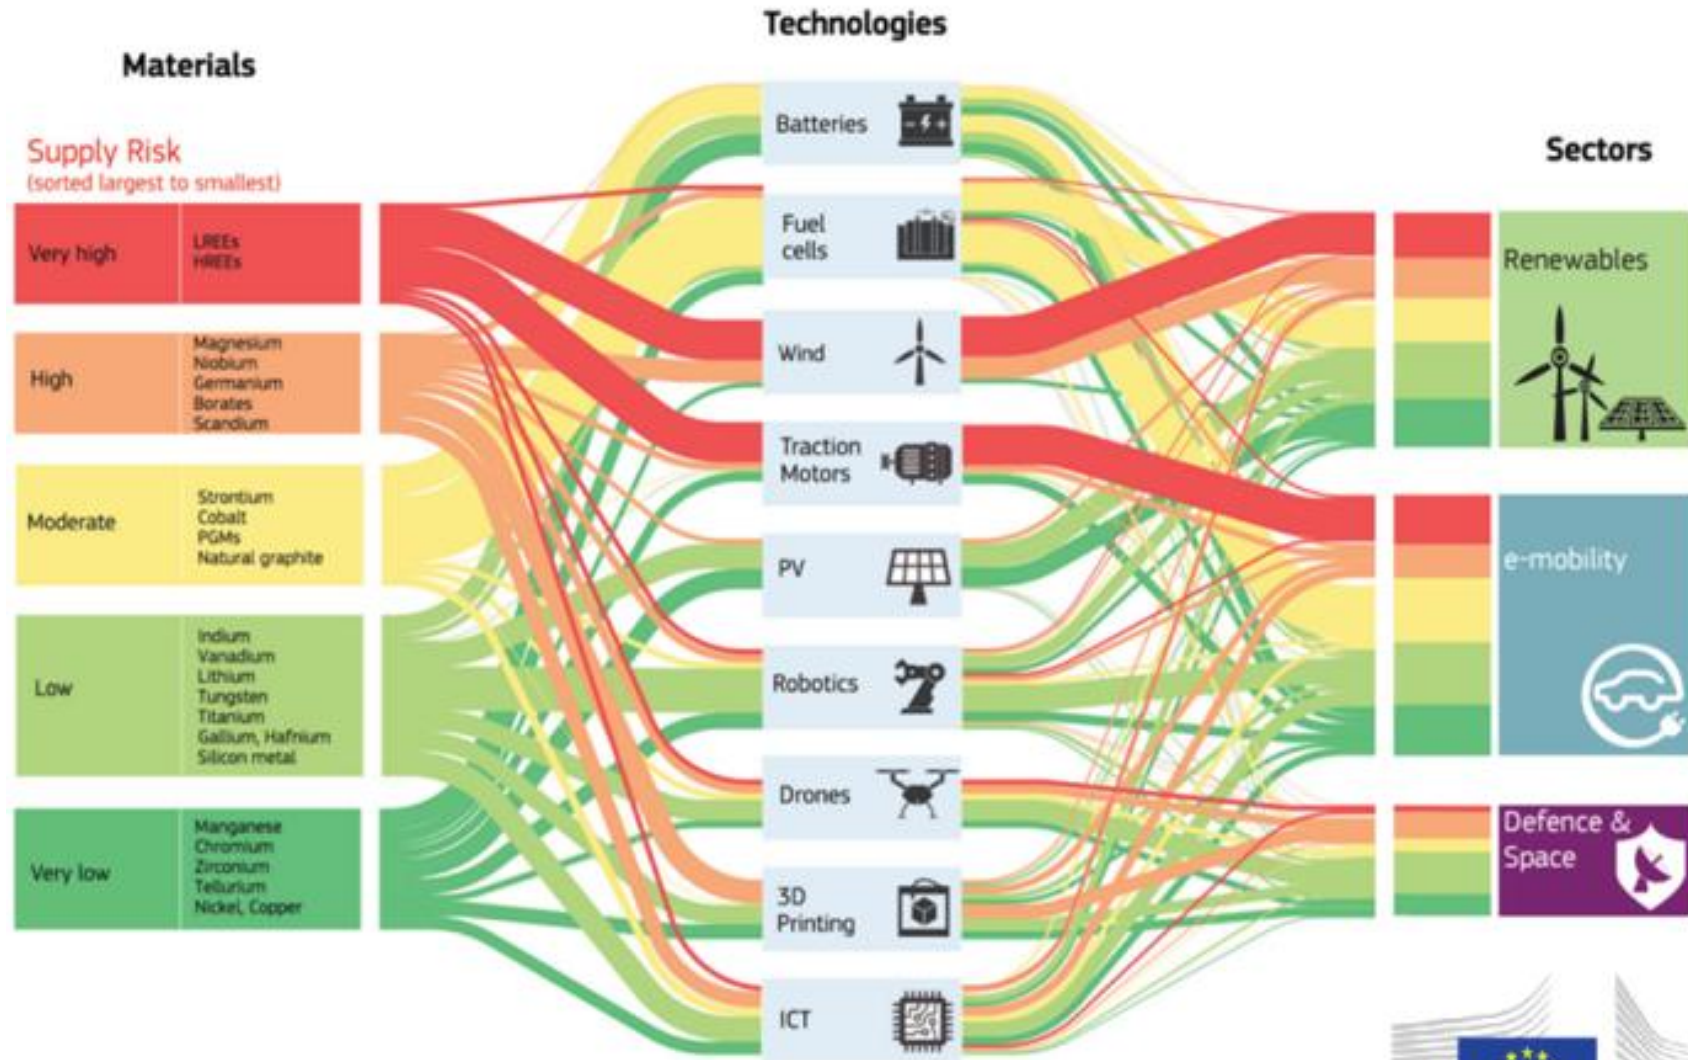 Technologies
Materials
Supply Risk
(sorted largest to smallest)
Very high
LREEs
HREEs
High
Magnesium
Niobium
Germanium
Borates
Scandium
Moderate
Strontium
Cobalt
PGMs
Natural graphite
Low
Indium
Vanadium
Lithium
Tungsten
Titanium
Gallium, Hafnium
Silicon metal
Very low
Manganese
Chromium
Zirconium
Tellurium
Nickel, Copper
Batteries
Fuel
cells
Wind
Traction
Motors
PV
Robotics
Drones
3D
Printing
ICT
Sectors
Renewables
e-mobility
Defence &
Space